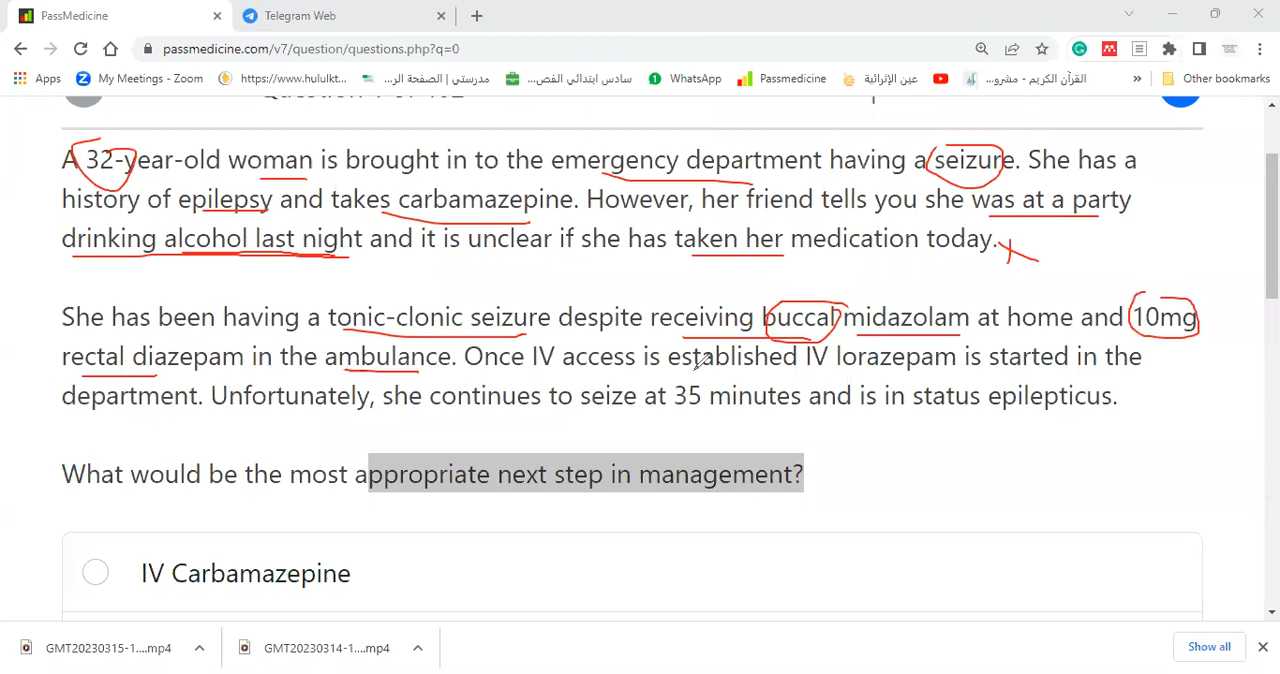 PassMedicine
Telegram Web
passmedicine.com/v7/question/questions.php?q=0
Apps My Meetings - Zoom https://www.hululkt... مدرستي | الصفحة الر... سادس ابتدائي الفص... WhatsApp Passmedicine عين الإثرائية القرآن الكريم - مشرو... » Other bookmarks
A 32-year-old woman is brought in to the emergency department having a seizure. She has a
history of epilepsy and takes carbamazepine. However, her friend tells you she was at a party
drinking alcohol last night and it is unclear if she has taken her medication today.
She has been having a tonic-clonic seizure despite receiving buccal midazolam at home and 10mg
rectal diazepam in the ambulance. Once IV access is established IV lorazepam is started in the
department. Unfortunately, she continues to seize at 35 minutes and is in status epilepticus.
What would be the most appropriate next step in management?
IV Carbamazepine
GMT20230315-1....mp4 GMT20230314-1....mp4 Show all